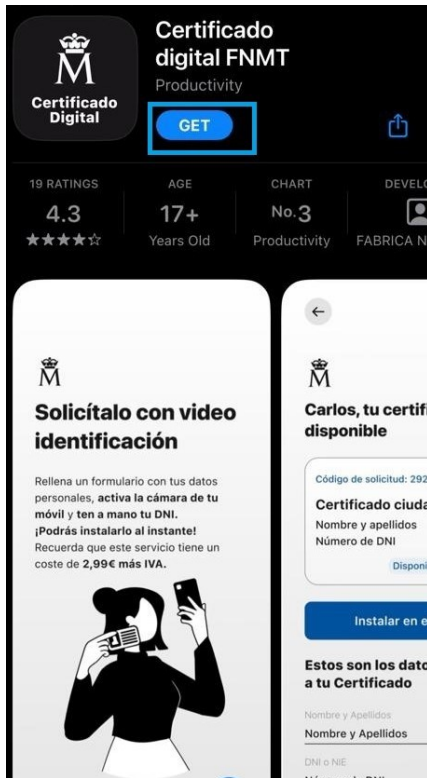 M
Certificado
Digital
Certificado
digital FNMT
Productivity
GET
19 RATINGS
4.3
AGE
17+
Years Old
CHART
No.3
Productivity
DEVELO
FABRICA N
Solicítalo con video
identificación
Rellena un formulario con tus datos
personales, activa la cámara de tu
móvil y ten a mano tu DNI.
¡Podrás instalarlo al instante!
Recuerda que este servicio tiene un
coste de 2,99€ más IVA.
M
Carlos, tu certifi
disponible
Código de solicitud: 292
Certificado ciuda
Nombre y apellidos
Número de DNI
Disponi
Instalar en e
Estos son los dato
a tu Certificado
Nombre y Apellidos
Nombre y Apellidos
DNI o NIE